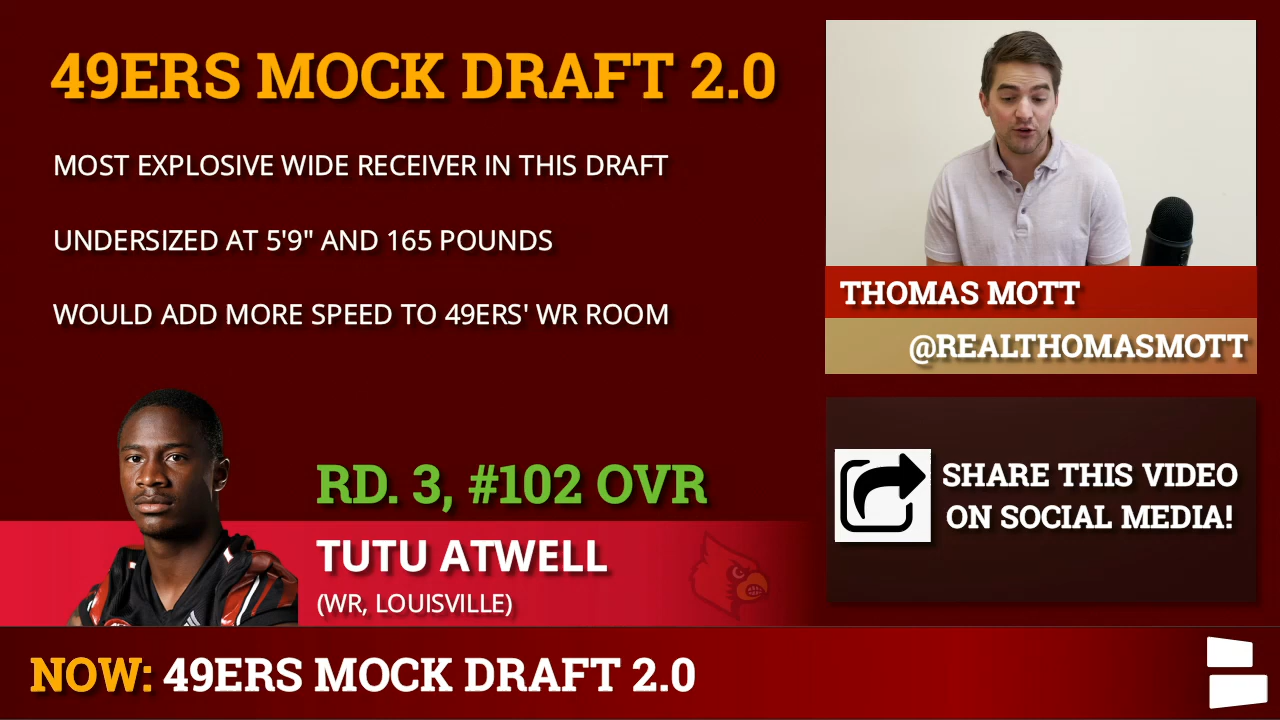 49ERS MOCK DRAFT 2.0
MOST EXPLOSIVE WIDE RECEIVER IN THIS DRAFT
UNDERSIZED AT 5'9" AND 165 POUNDS
WOULD ADD MORE SPEED TO 49ERS' WR ROOM
RD. 3, #102 OVR
TUTU ATWELL
(WR, LOUISVILLE)
THOMAS MOTT
@REALTHOMASMOTT
SHARE THIS VIDEO
ON SOCIAL MEDIA!
NOW: 49ERS MOCK DRAFT 2.0